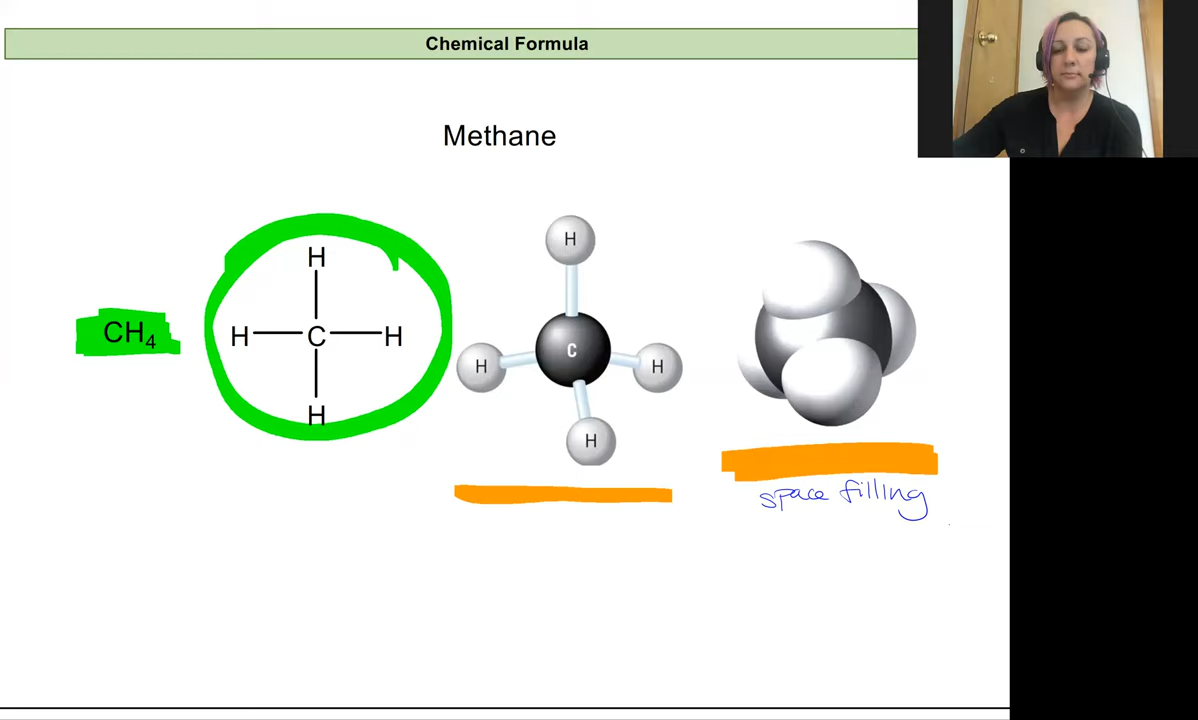 Chemical Formula
Methane
CH₄
H
H C H
H
H
C
H H
H
space filling